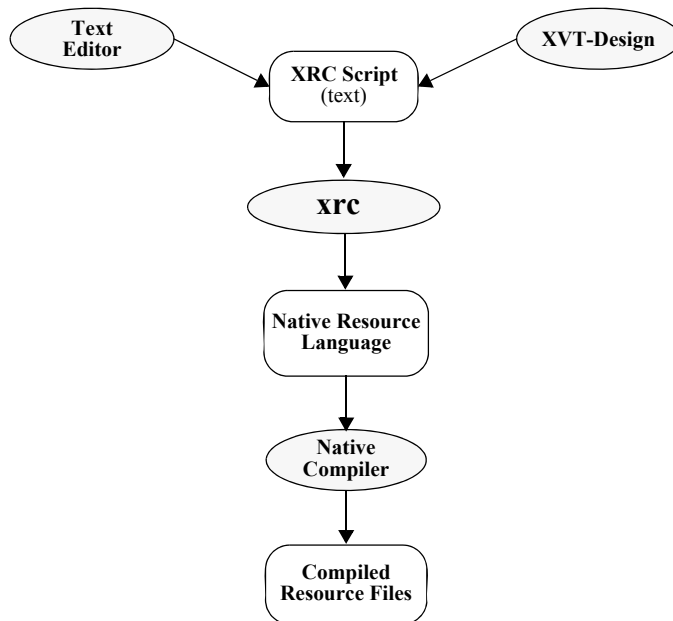 Text
Editor
XVT-Design
XRC Script
(text)
xrc
Native Resource
Language
Native
Compiler
Compiled
Resource Files